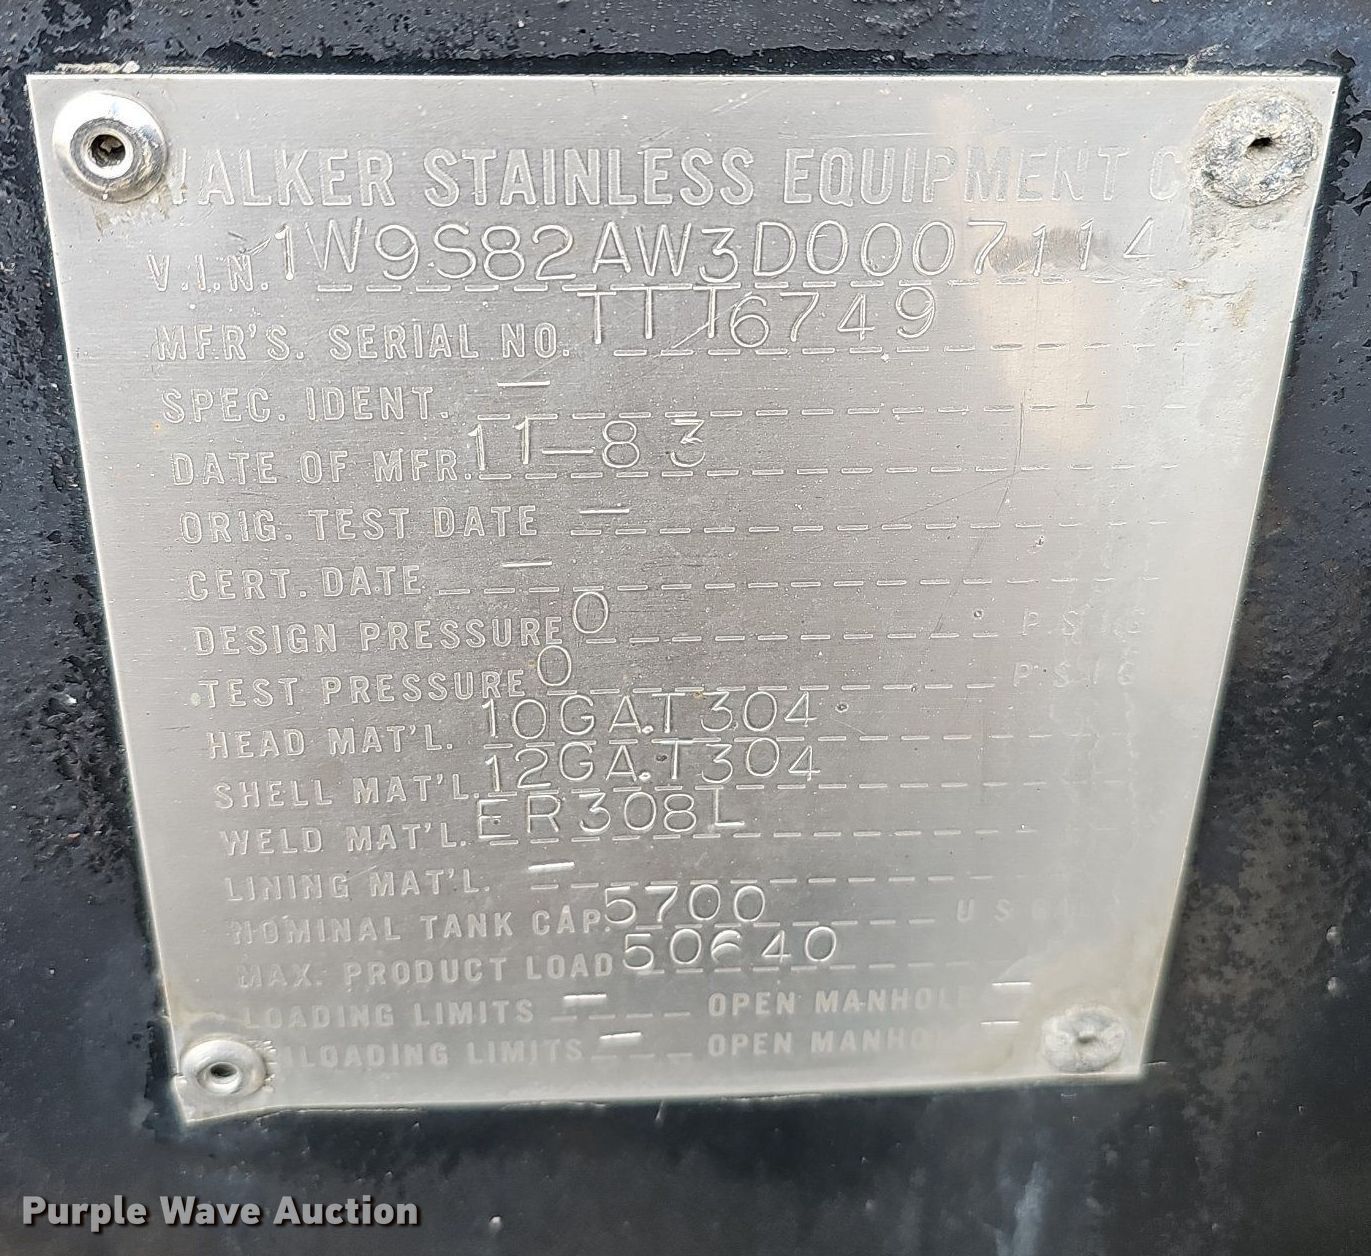 WALKER STAINLESS EQUIPMENT C
V.I.N. 1W9S82AW3D0007114
MFR'S. SERIAL NO. TTT6749
SPEC. IDENT. —
DATE OF MFR. 11-83
ORIG. TEST DATE —
CERT. DATE —
DESIGN PRESSURE 0 PSIG
TEST PRESSURE 0 PSIG
HEAD MAT'L. 10GA.T304
SHELL MAT'L. 12GA.T304
WELD MAT'L. ER308L
LINING MAT'L. —
NOMINAL TANK CAP. 5700 US
MAX. PRODUCT LOAD 50640
LOADING LIMITS — OPEN MANHOLE —
UNLOADING LIMITS — OPEN MANHOLE —
Purple Wave Auction